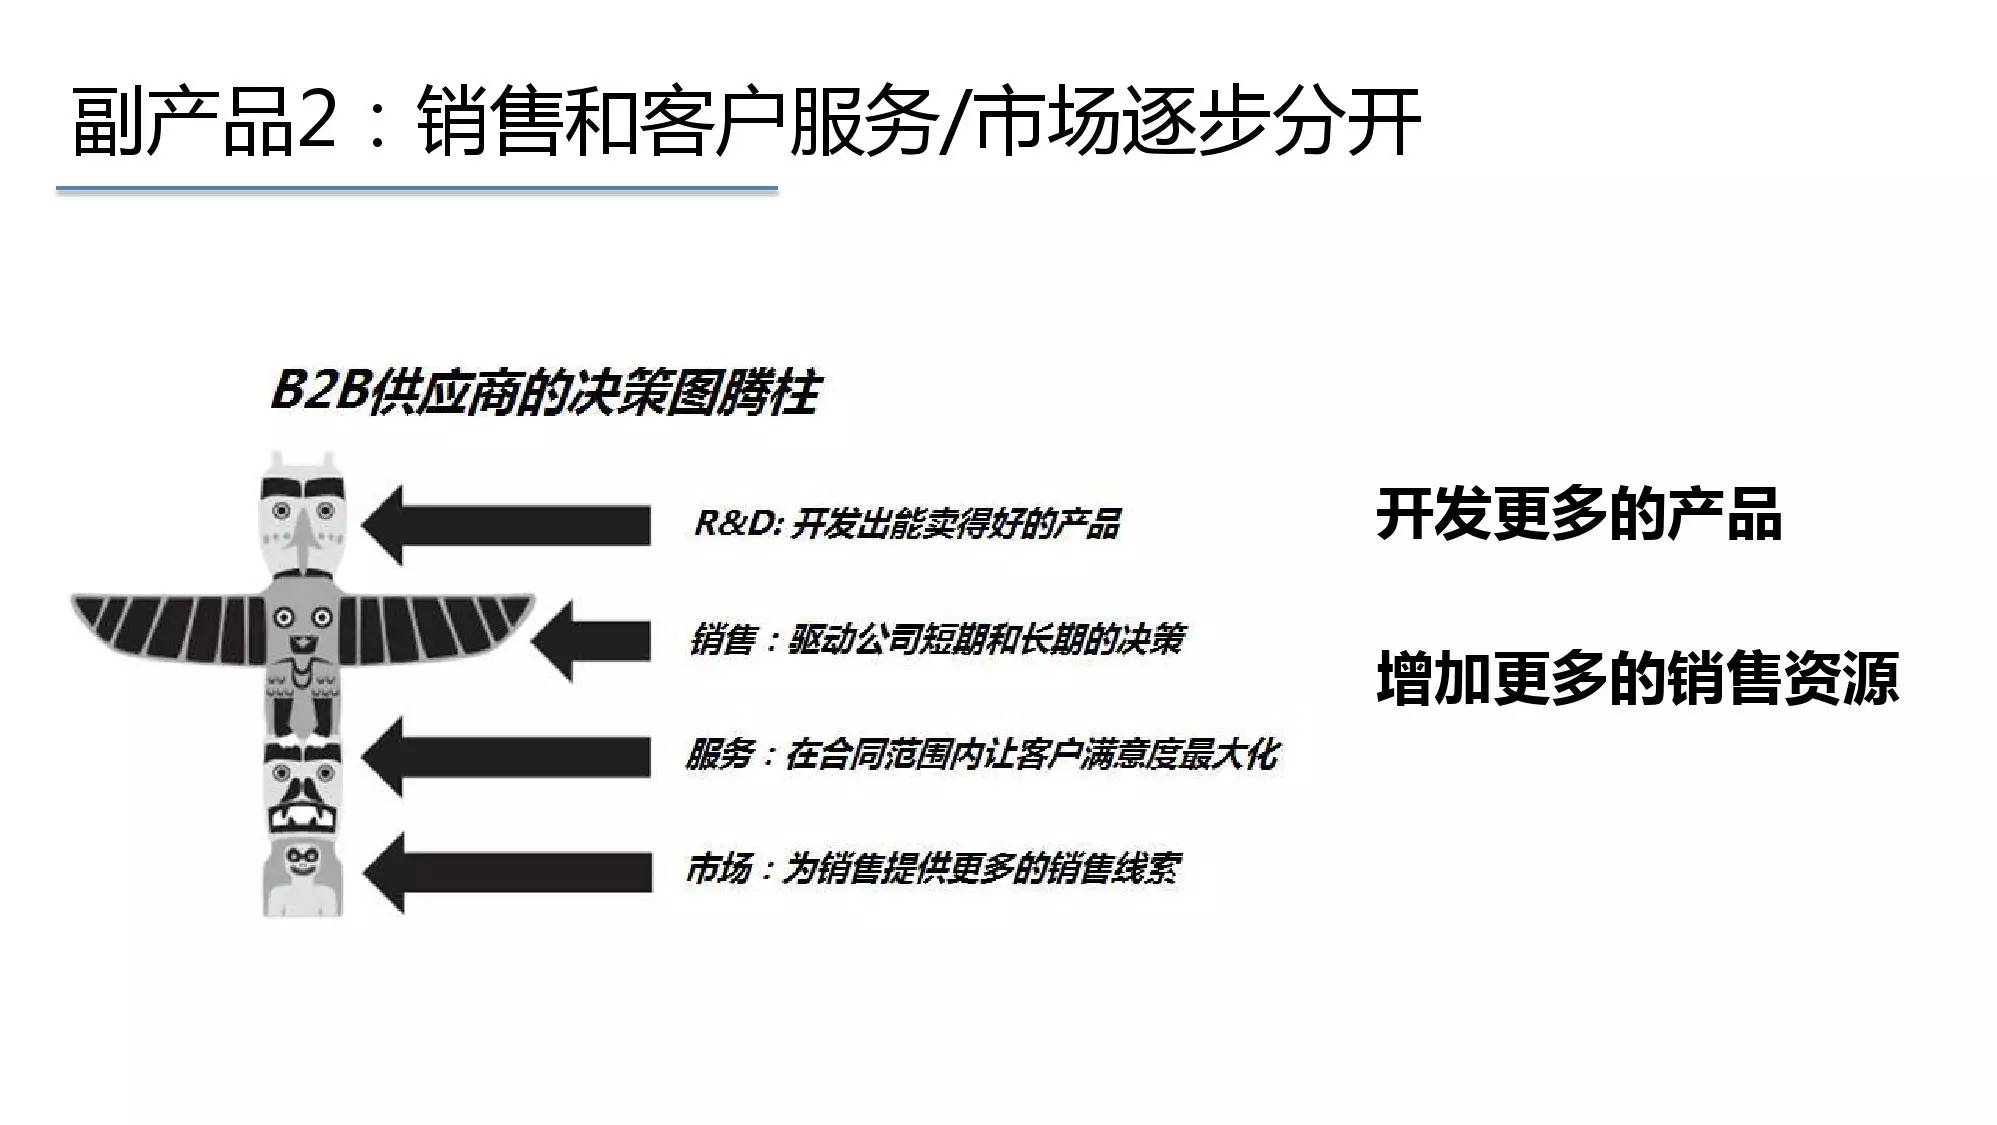 副产品2：销售和客户服务/市场逐步分开
B2B供应商的决策图腾柱
R&D: 开发出能卖得好的产品
开发更多的产品
销售：驱动公司短期和长期的决策
增加更多的销售资源
服务：在合同范围内让客户满意度最大化
市场：为销售提供更多的销售线索